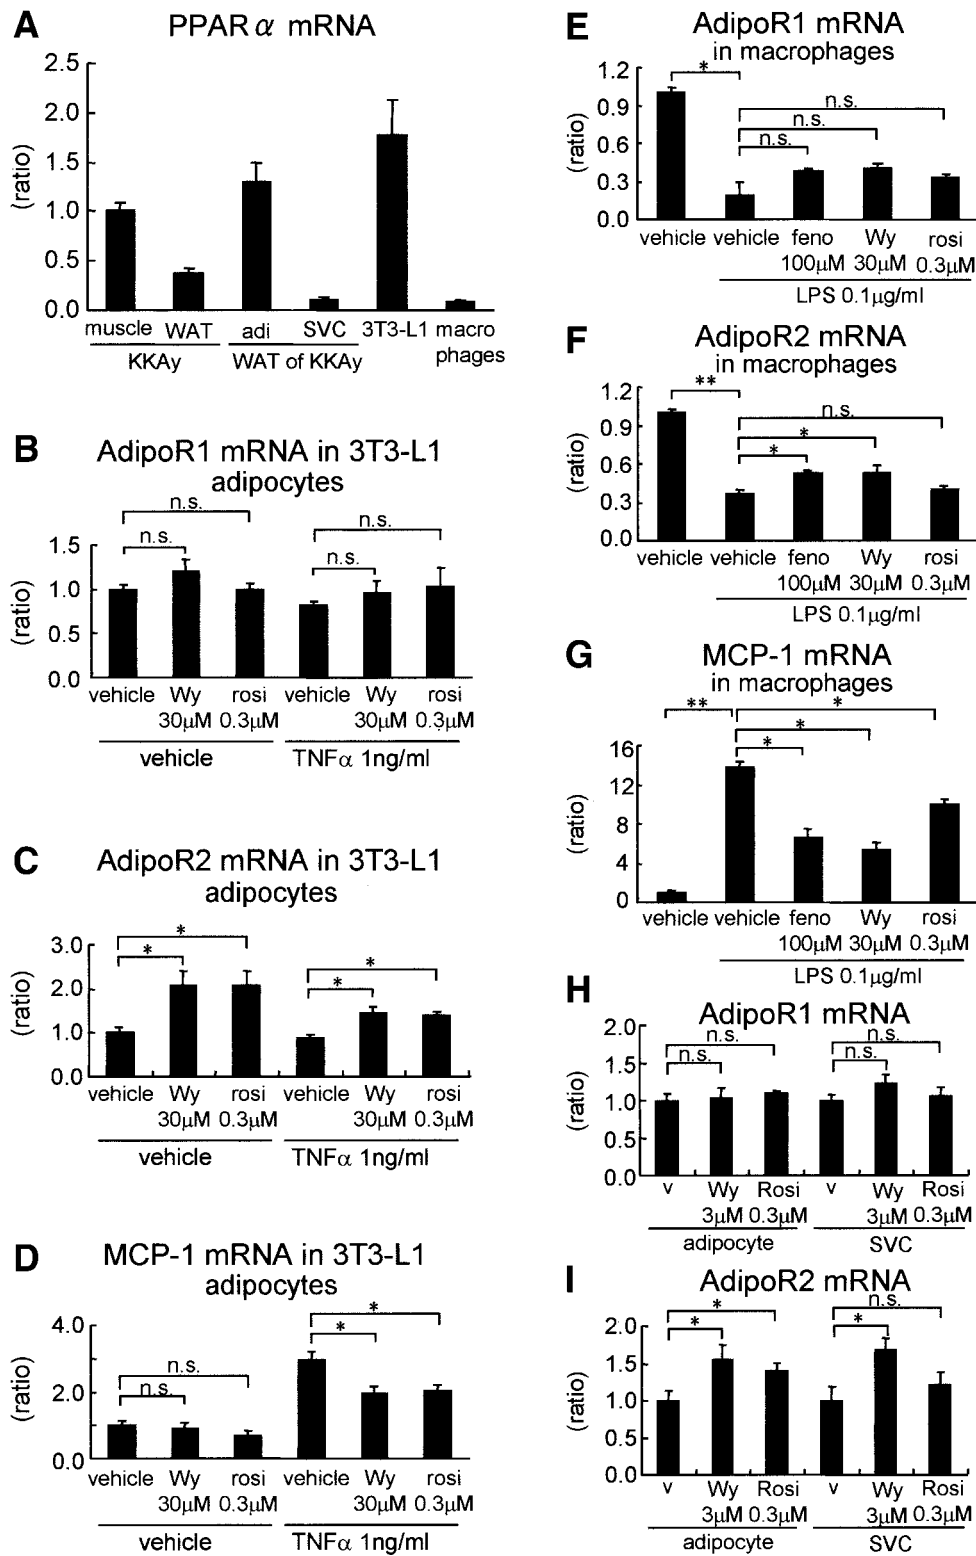 A
PPAR α mRNA
2.5
2.0
1.5
1.0
0.5
0.0
(ratio)
muscle WAT adi SVC 3T3-L1 macro
phages
KKAy WAT of KKAy
B
AdipoR1 mRNA in 3T3-L1
adipocytes
n.s. n.s.
n.s. n.s.
1.5
1.0
0.5
0.0
(ratio)
vehicle Wy rosi vehicle Wy rosi
30μM 0.3μM 30μM 0.3μM
vehicle TNFα 1ng/ml
C
AdipoR2 mRNA in 3T3-L1
adipocytes
* *
* *
3.0
2.0
1.0
0.0
(ratio)
vehicle Wy rosi vehicle Wy rosi
30μM 0.3μM 30μM 0.3μM
vehicle TNFα 1ng/ml
D
MCP-1 mRNA in 3T3-L1
adipocytes
n.s. *
n.s. *
4.0
2.0
0.0
(ratio)
vehicle Wy rosi vehicle Wy rosi
30μM 0.3μM 30μM 0.3μM
vehicle TNFα 1ng/ml
E
AdipoR1 mRNA
in macrophages
*
n.s.
n.s.
n.s.
1.2
0.9
0.6
0.3
0.0
(ratio)
vehicle vehicle feno Wy rosi
100μM 30μM 0.3μM
LPS 0.1μg/ml
F
AdipoR2 mRNA
in macrophages
**
n.s.
*
*
1.2
0.9
0.6
0.3
0.0
(ratio)
vehicle vehicle feno Wy rosi
100μM 30μM 0.3μM
LPS 0.1μg/ml
G
MCP-1 mRNA
in macrophages
** *
*
*
16
12
8
4
0
(ratio)
vehicle vehicle feno Wy rosi
100μM 30μM 0.3μM
LPS 0.1μg/ml
H
AdipoR1 mRNA
n.s. n.s.
n.s. n.s.
2.0
1.5
1.0
0.5
0.0
(ratio)
v Wy Rosi v Wy Rosi
3μM 0.3μM 3μM 0.3μM
adipocyte SVC
I
AdipoR2 mRNA
* n.s.
* *
2.0
1.5
1.0
0.5
0.0
(ratio)
v Wy Rosi v Wy Rosi
3μM 0.3μM 3μM 0.3μM
adipocyte SVC